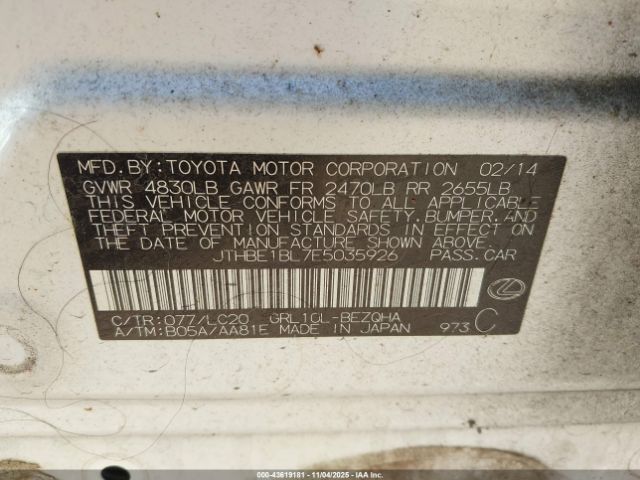 MFD.BY:TOYOTA MOTOR CORPORATION 02/14
GVWR 4830LB GAWR FR 2470LB RR 2655LB
THIS VEHICLE CONFORMS TO ALL APPLICABLE
FEDERAL MOTOR VEHICLE SAFETY,BUMPER,AND
THEFT PREVENTION STANDARDS IN EFFECT ON
THE DATE OF MANUFACTURE SHOWN ABOVE.
JTHBE1BL7E5035926 PASS.CAR
C/TR:077/LC20 GRL10L-BEZQHA
A/TM:B05A/AA81E MADE IN JAPAN 973 C
000-43619181 - 11/04/2025 - IAA, Inc.